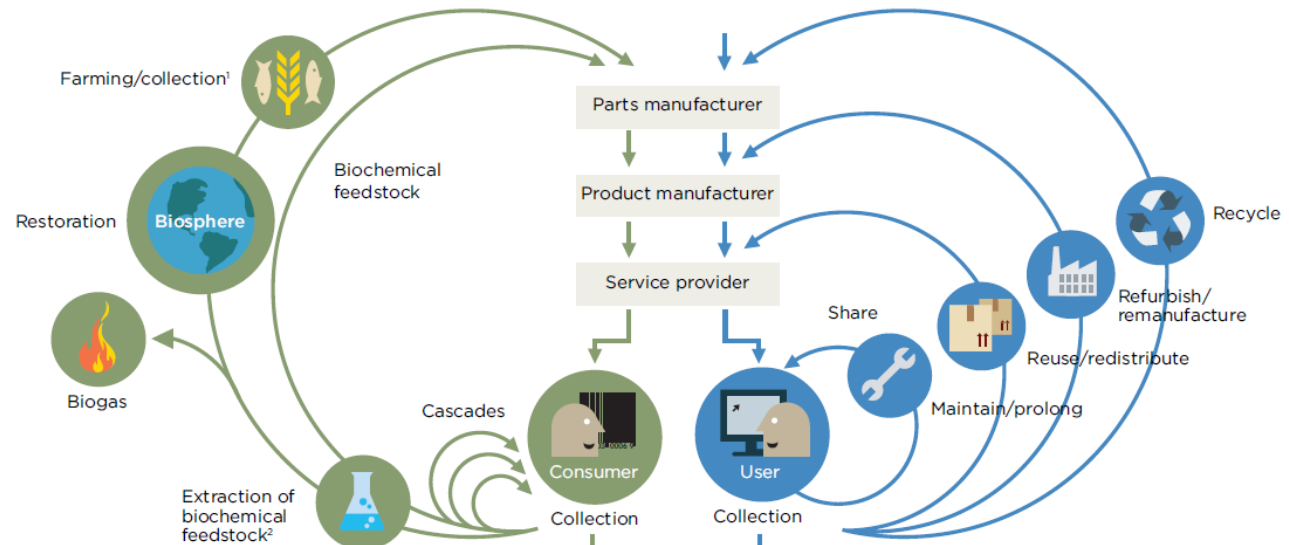 Farming/collection¹
Parts manufacturer
Biochemical
feedstock
Product manufacturer
Restoration
Biosphere
Recycle
Service provider
Refurbish/
remanufacture
Share
Reuse/redistribute
Biogas
Cascades
Maintain/prolong
Consumer
User
Extraction of
biochemical
feedstock²
Collection
Collection